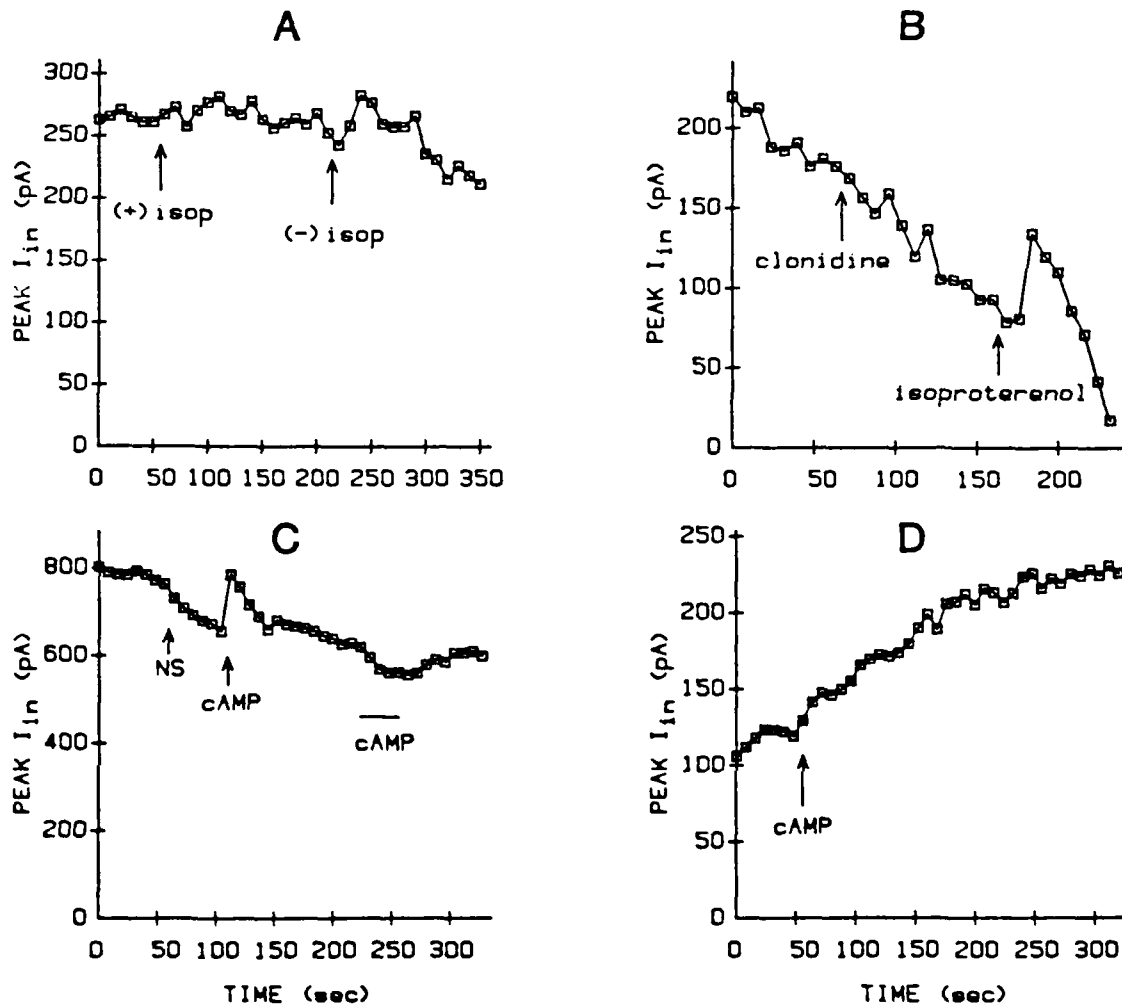 A
PEAK I_in (pA)
300
250
200
150
100
50
0
(+)isop
(-)isop
0 50 100 150 200 250 300 350
B
PEAK I_in (pA)
200
150
100
50
0
clonidine
isoproterenol
0 50 100 150 200
C
PEAK I_in (pA)
800
600
400
200
0
NS
cAMP
cAMP
0 50 100 150 200 250 300
TIME (sec)
D
PEAK I_in (pA)
250
200
150
100
50
0
cAMP
0 50 100 150 200 250 300
TIME (sec)